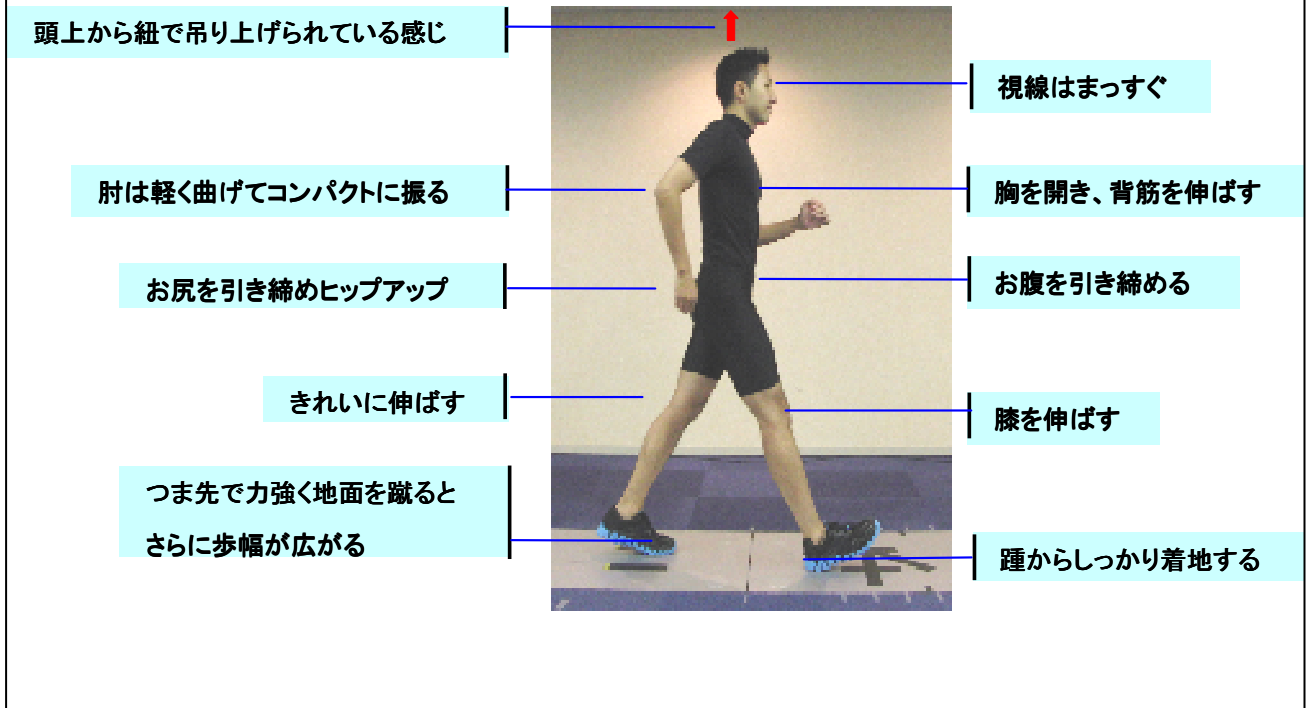 頭上から紐で吊り上げられている感じ
視線はまっすぐ
肘は軽く曲げてコンパクトに振る
胸を開き、背筋を伸ばす
お尻を引き締めヒップアップ
お腹を引き締める
きれいに伸ばす
膝を伸ばす
つま先で力強く地面を蹴ると
さらに歩幅が広がる
踵からしっかり着地する